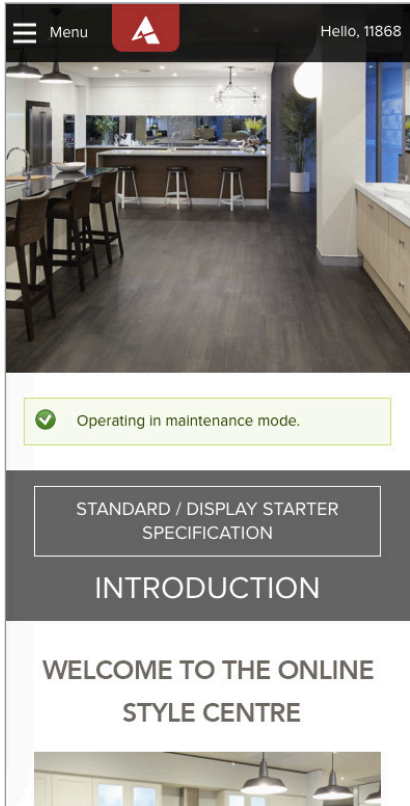 Menu
Hello, 11868
Operating in maintenance mode.
STANDARD / DISPLAY STARTER
SPECIFICATION
INTRODUCTION
WELCOME TO THE ONLINE
STYLE CENTRE